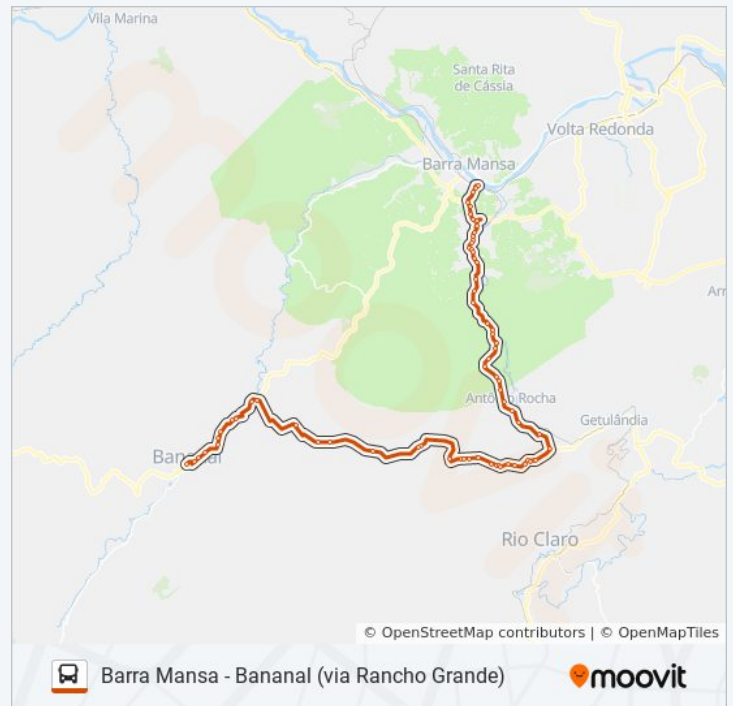 Vila Marina
Santa Rita
de Cássia
Volta Redonda
Barra Mansa
Arr
Antônio Rocha
Getulândia
Bananal
Rio Claro
moovit
© OpenStreetMap contributors | © OpenMapTiles
Barra Mansa - Bananal (via Rancho Grande)
moovit